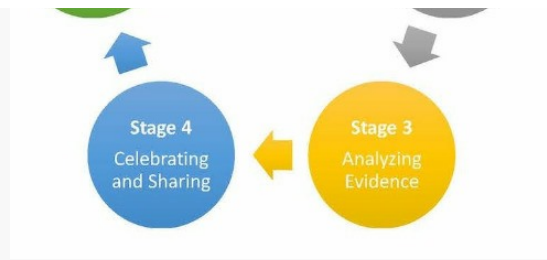 Stage 4
Celebrating
and Sharing
Stage 3
Analyzing
Evidence